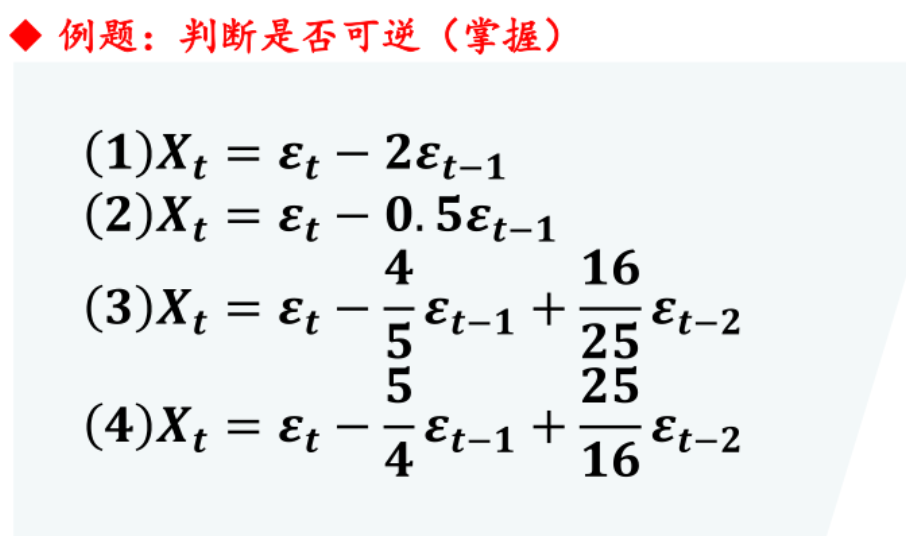 ◆ 例题：判断是否可逆（掌握）
(1)Xₜ = εₜ − 2εₜ₋₁
(2)Xₜ = εₜ − 0.5εₜ₋₁
(3)Xₜ = εₜ − 4/5 εₜ₋₁ + 16/25 εₜ₋₂
(4)Xₜ = εₜ − 5/4 εₜ₋₁ + 25/16 εₜ₋₂